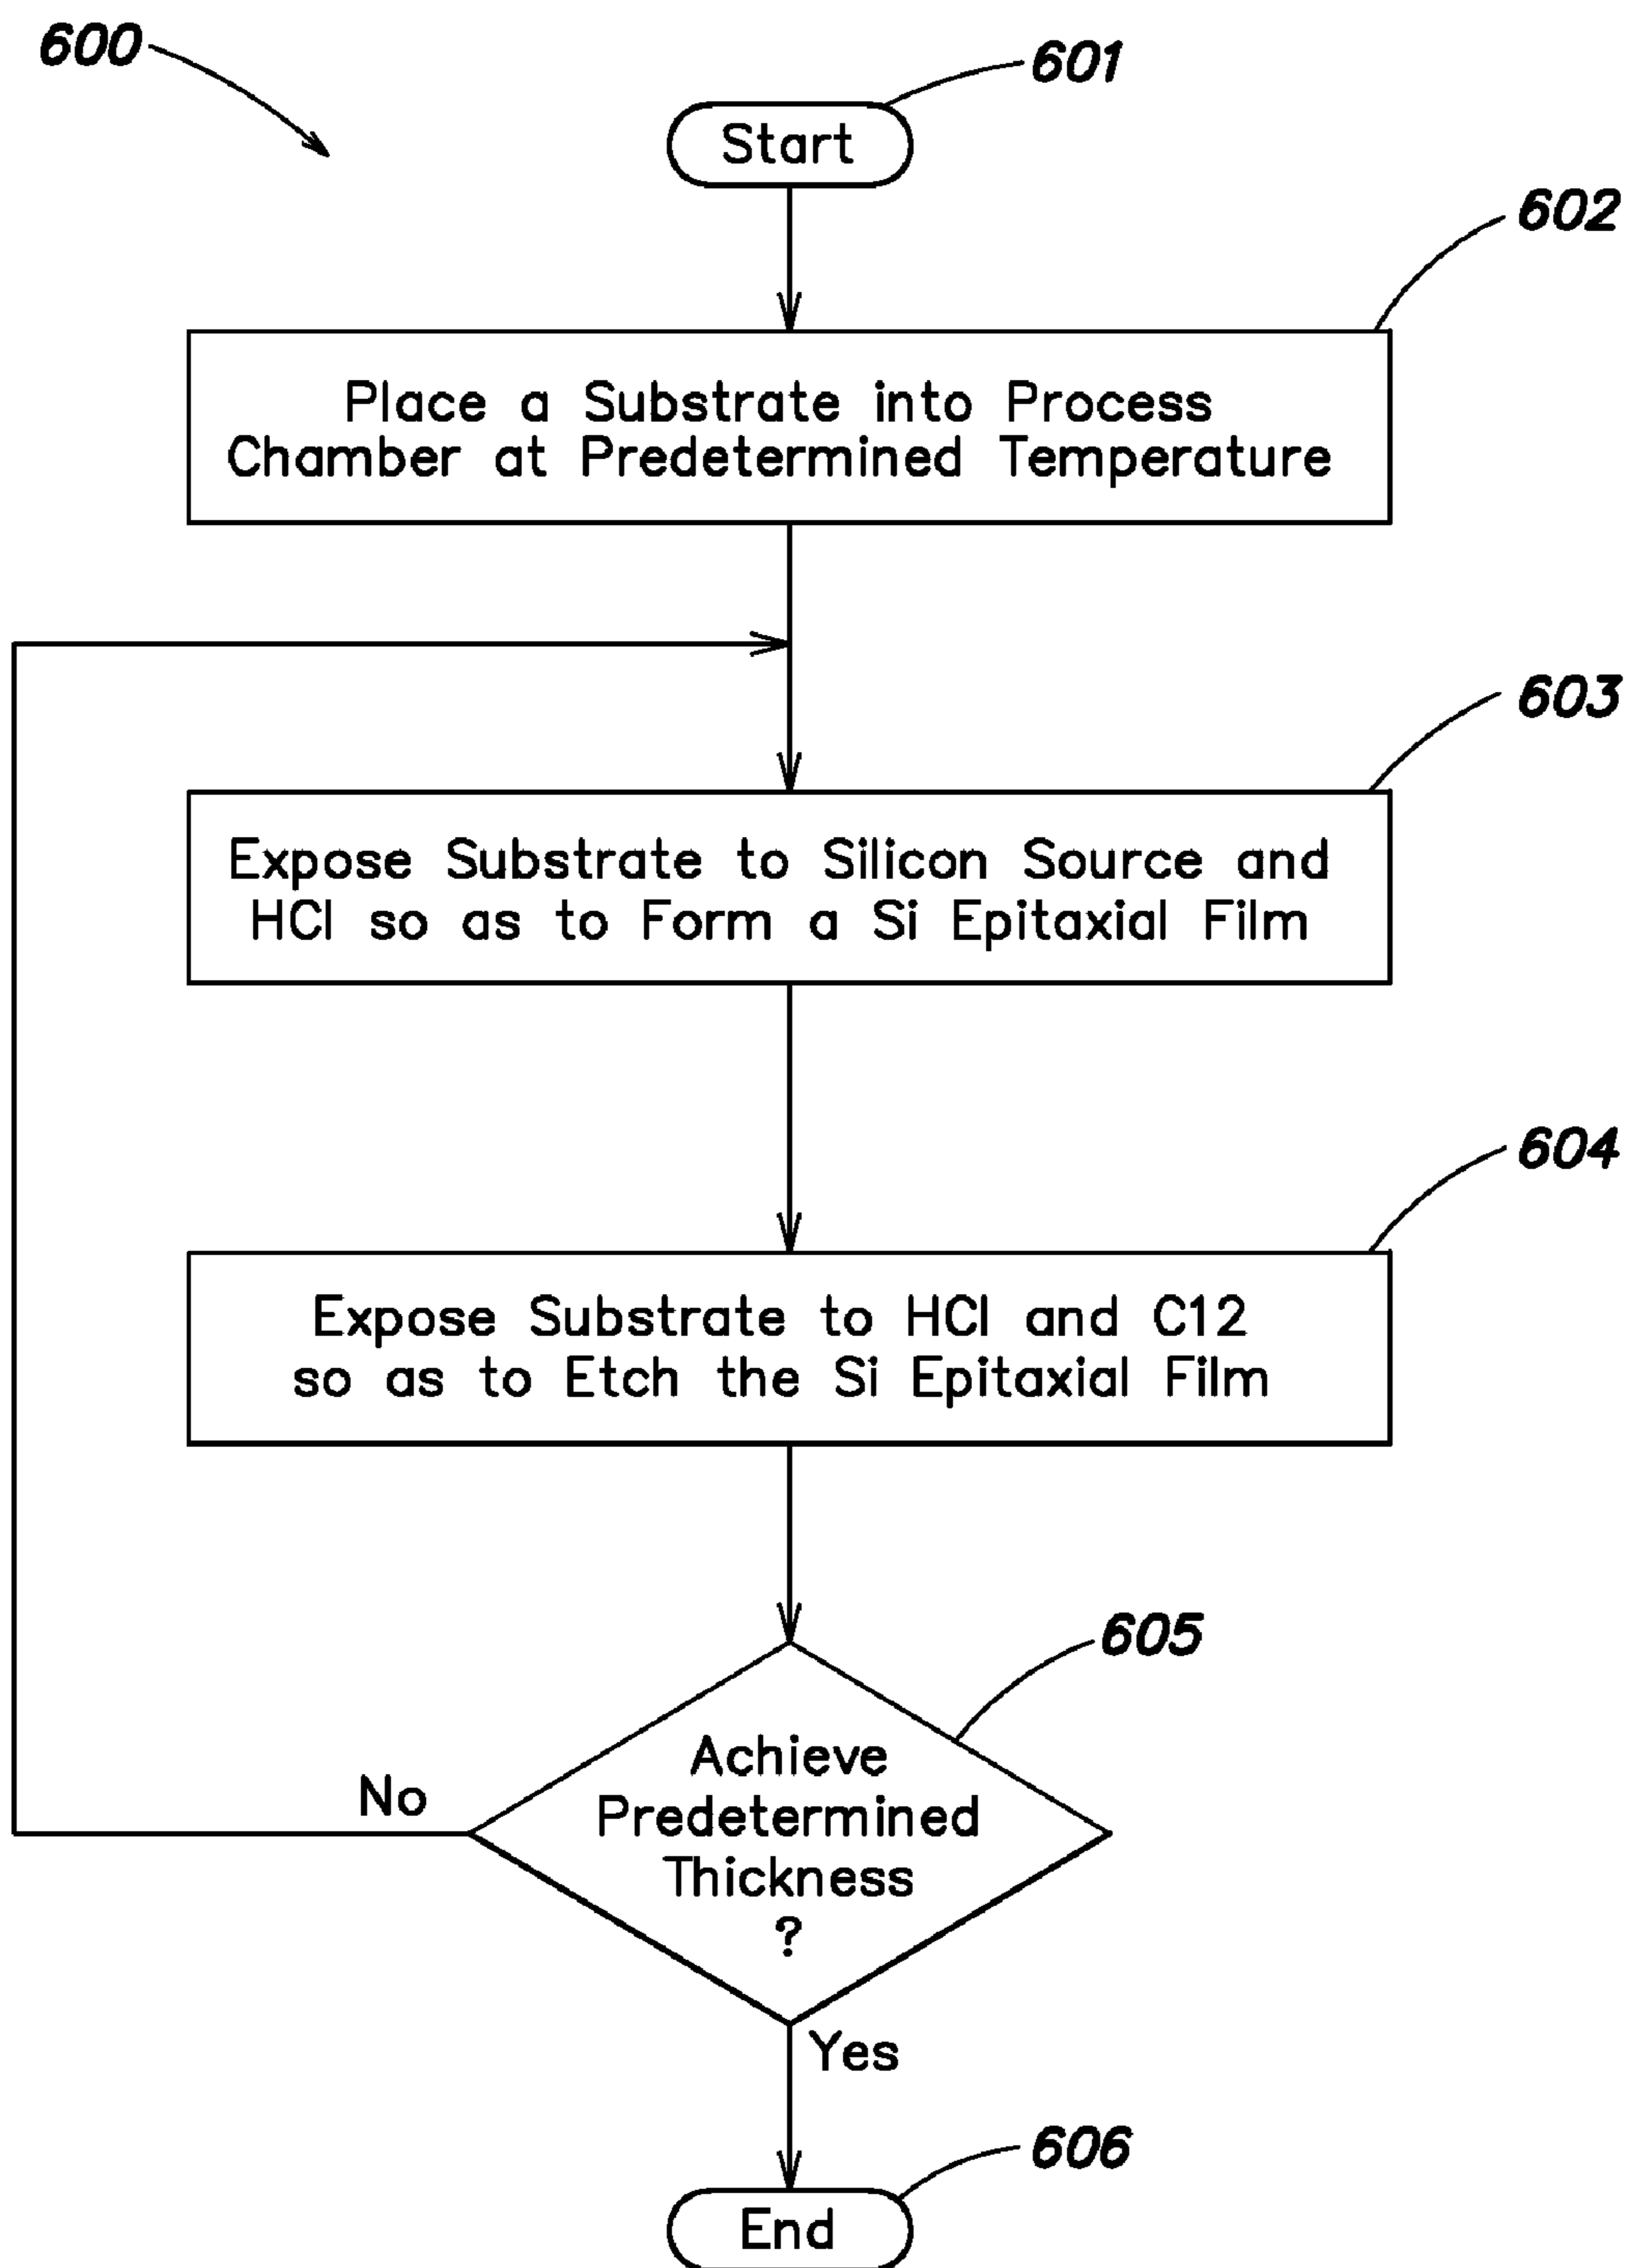 600
601
Start
602
Place a Substrate into Process
Chamber at Predetermined Temperature
603
Expose Substrate to Silicon Source and
HCl so as to Form a Si Epitaxial Film
604
Expose Substrate to HCl and C12
so as to Etch the Si Epitaxial Film
605
Achieve
Predetermined
Thickness
?
No
Yes
606
End